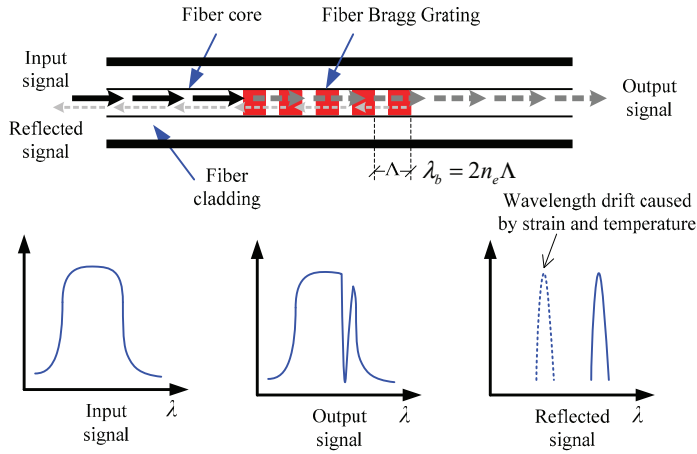 Fiber core
Fiber Bragg Grating
Input
signal
Output
signal
Reflected
signal
Fiber
cladding
Λ
λb = 2neΛ
Wavelength drift caused
by strain and temperature
λ
Input
signal
λ
Output
signal
λ
Reflected
signal